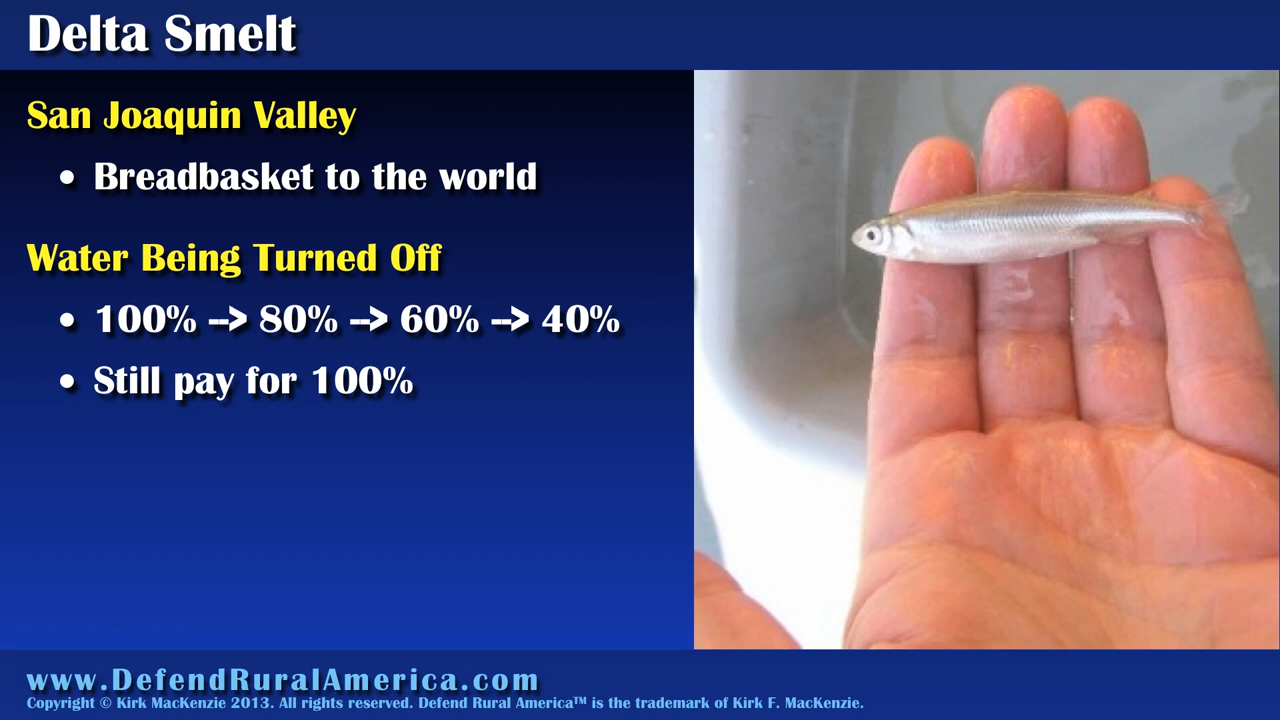 Delta Smelt
San Joaquin Valley
• Breadbasket to the world
Water Being Turned Off
• 100% --> 80% --> 60% --> 40%
• Still pay for 100%
www.DefendRuralAmerica.com
Copyright © Kirk MacKenzie 2013. All rights reserved. Defend Rural America™ is the trademark of Kirk F. MacKenzie.